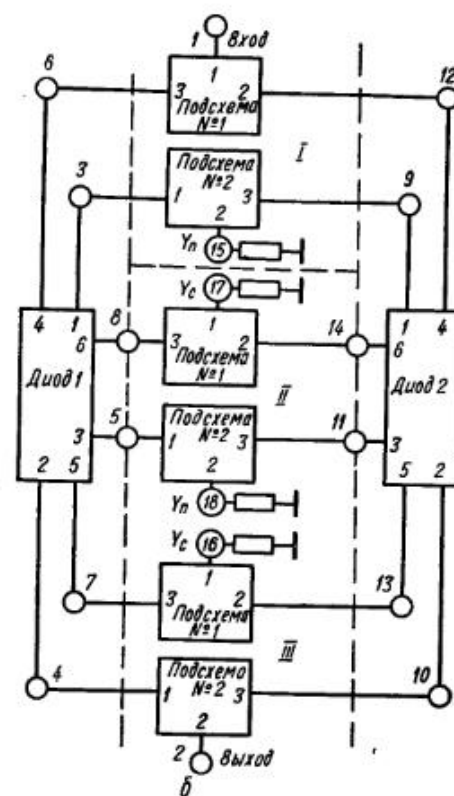 1 Вход
6
1
12
3 2
Подсхема
№1
I
3
Подсхема
№2
9
1 3
2
Yп 15
Yс 17
4 1
8
1
14
1 4
6
3 2
6
Подсхема
№1
Диод 1
II
Диод 2
5
Подсхема
№2
11
3
1 3
3
2 5
2
5 2
Yп 18
Yс 16
1
7
3 2
13
Подсхема
№1
III
Подсхема
№2
4
1 3
10
2
2 Выход
б